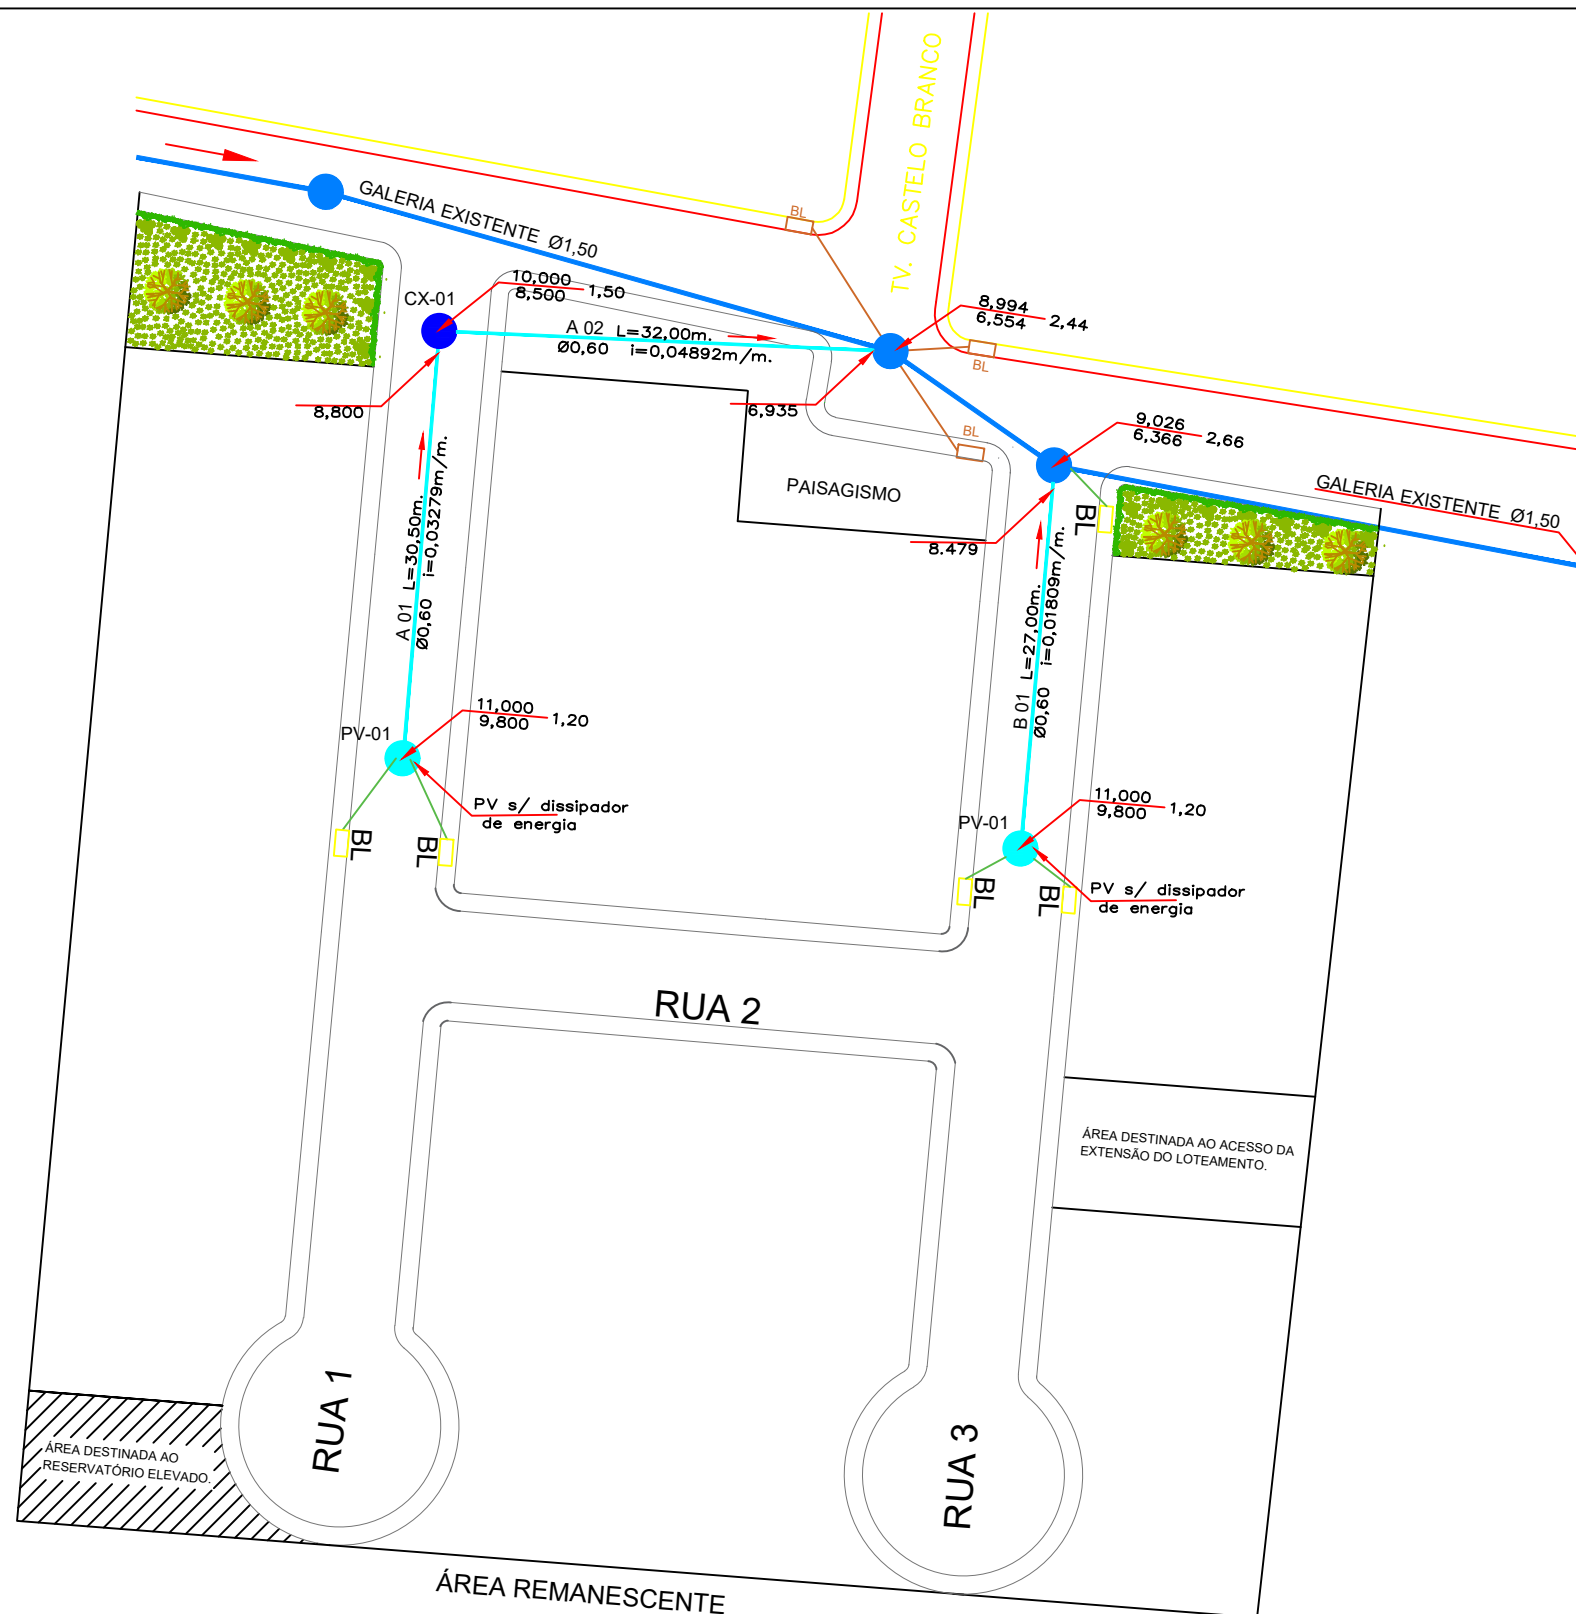 TV. CASTELO BRANCO
GALERIA EXISTENTE Ø1,50
BL
CX-01
10,000
8,500
1,50
A 02 L=32,00m.
Ø0,60 i=0,04892m/m.
8,994
6,554
2,44
BL
8,800
6,935
BL
9,026
6,366
2,66
PAISAGISMO
GALERIA EXISTENTE Ø1,50
BL
8.479
A 01 L=30,50m.
Ø0,60 i=0,03279m/m.
B 01 L=27,00m.
Ø0,60 i=0,01809m/m.
PV-01
11,000
9,800
1,20
PV s/ dissipador
de energia
BL
BL
PV-01
11,000
9,800
1,20
PV s/ dissipador
de energia
BL
BL
RUA 2
ÁREA DESTINADA AO ACESSO DA
EXTENSÃO DO LOTEAMENTO.
RUA 1
RUA 3
ÁREA DESTINADA AO
RESERVATÓRIO ELEVADO.
ÁREA REMANESCENTE